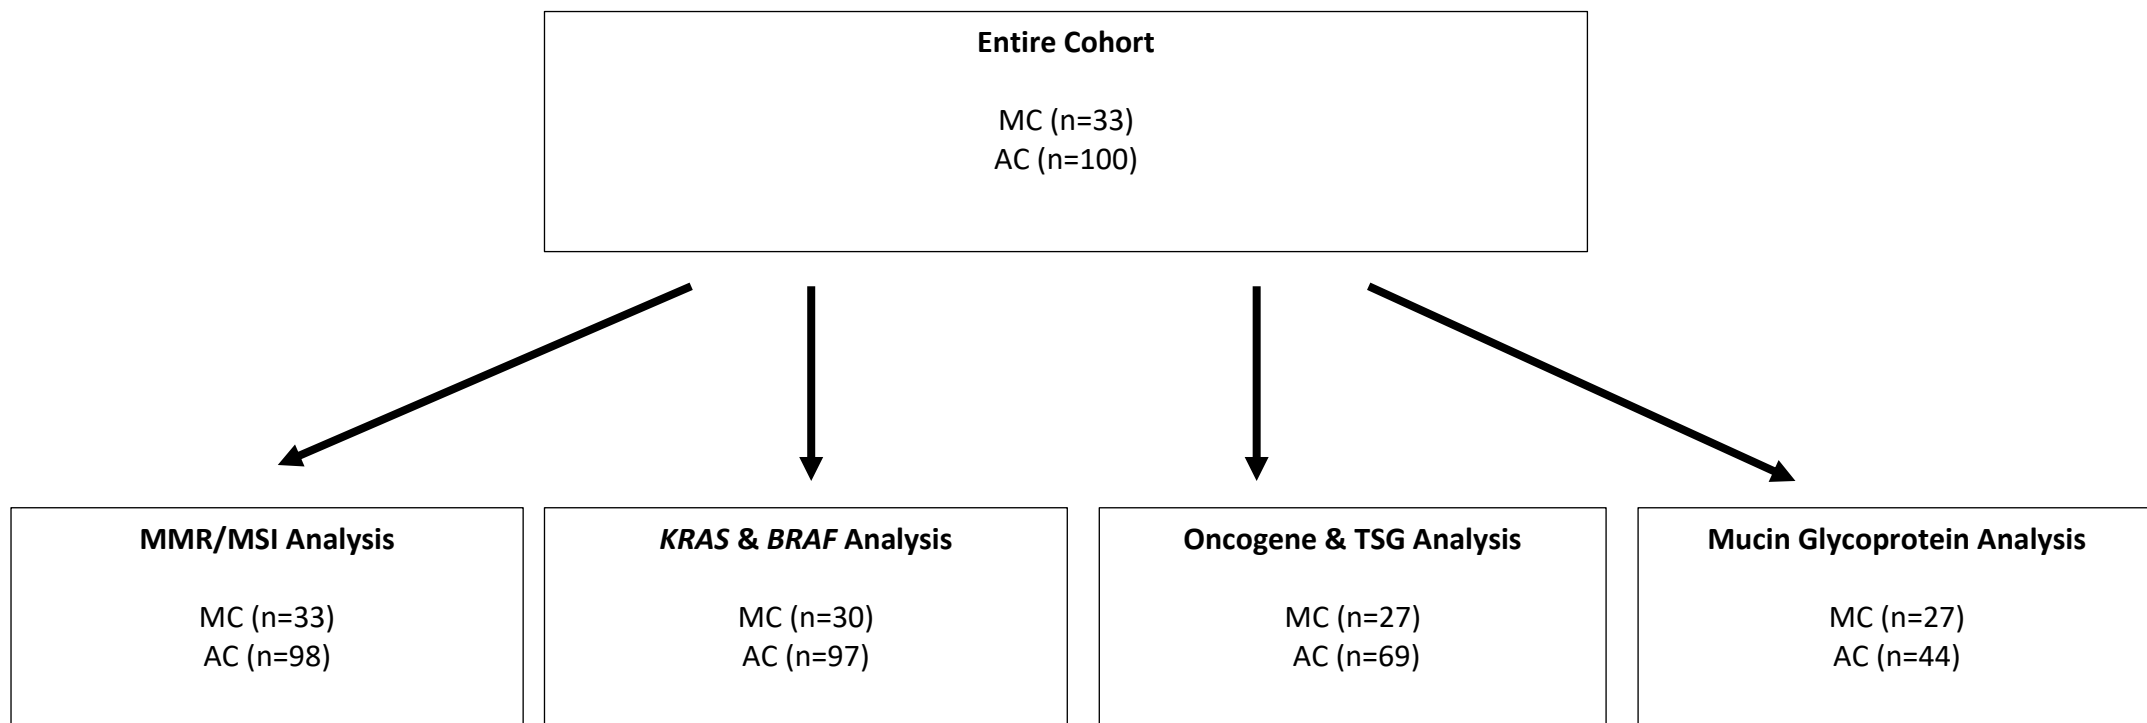 Entire Cohort
MC (n=33)
AC (n=100)
MMR/MSI Analysis
MC (n=33)
AC (n=98)
KRAS & BRAF Analysis
MC (n=30)
AC (n=97)
Oncogene & TSG Analysis
MC (n=27)
AC (n=69)
Mucin Glycoprotein Analysis
MC (n=27)
AC (n=44)